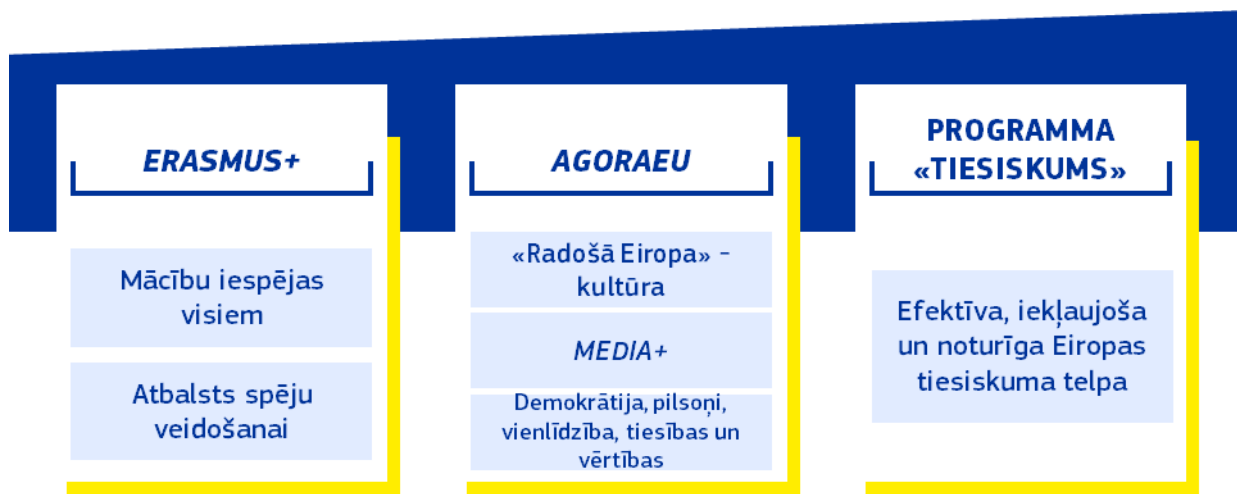 ERASMUS+
Mācību iespējas
visiem
Atbalsts spēju
veidošanai
AGORAEU
«Radošā Eiropa» –
kultūra
MEDIA+
Demokrātija, pilsoņi,
vienlīdzība, tiesības un
vērtības
PROGRAMMA
«TIESISKUMS»
Efektīva, iekļaujoša
un noturīga Eiropas
tiesiskuma telpa